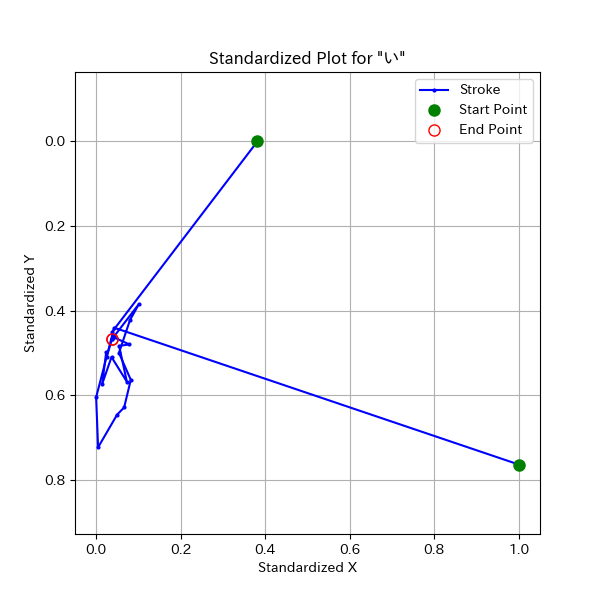 Standardized Plot for "い"
Stroke
Start Point
End Point
Standardized Y
0.0
0.2
0.4
0.6
0.8
0.0 0.2 0.4 0.6 0.8 1.0
Standardized X